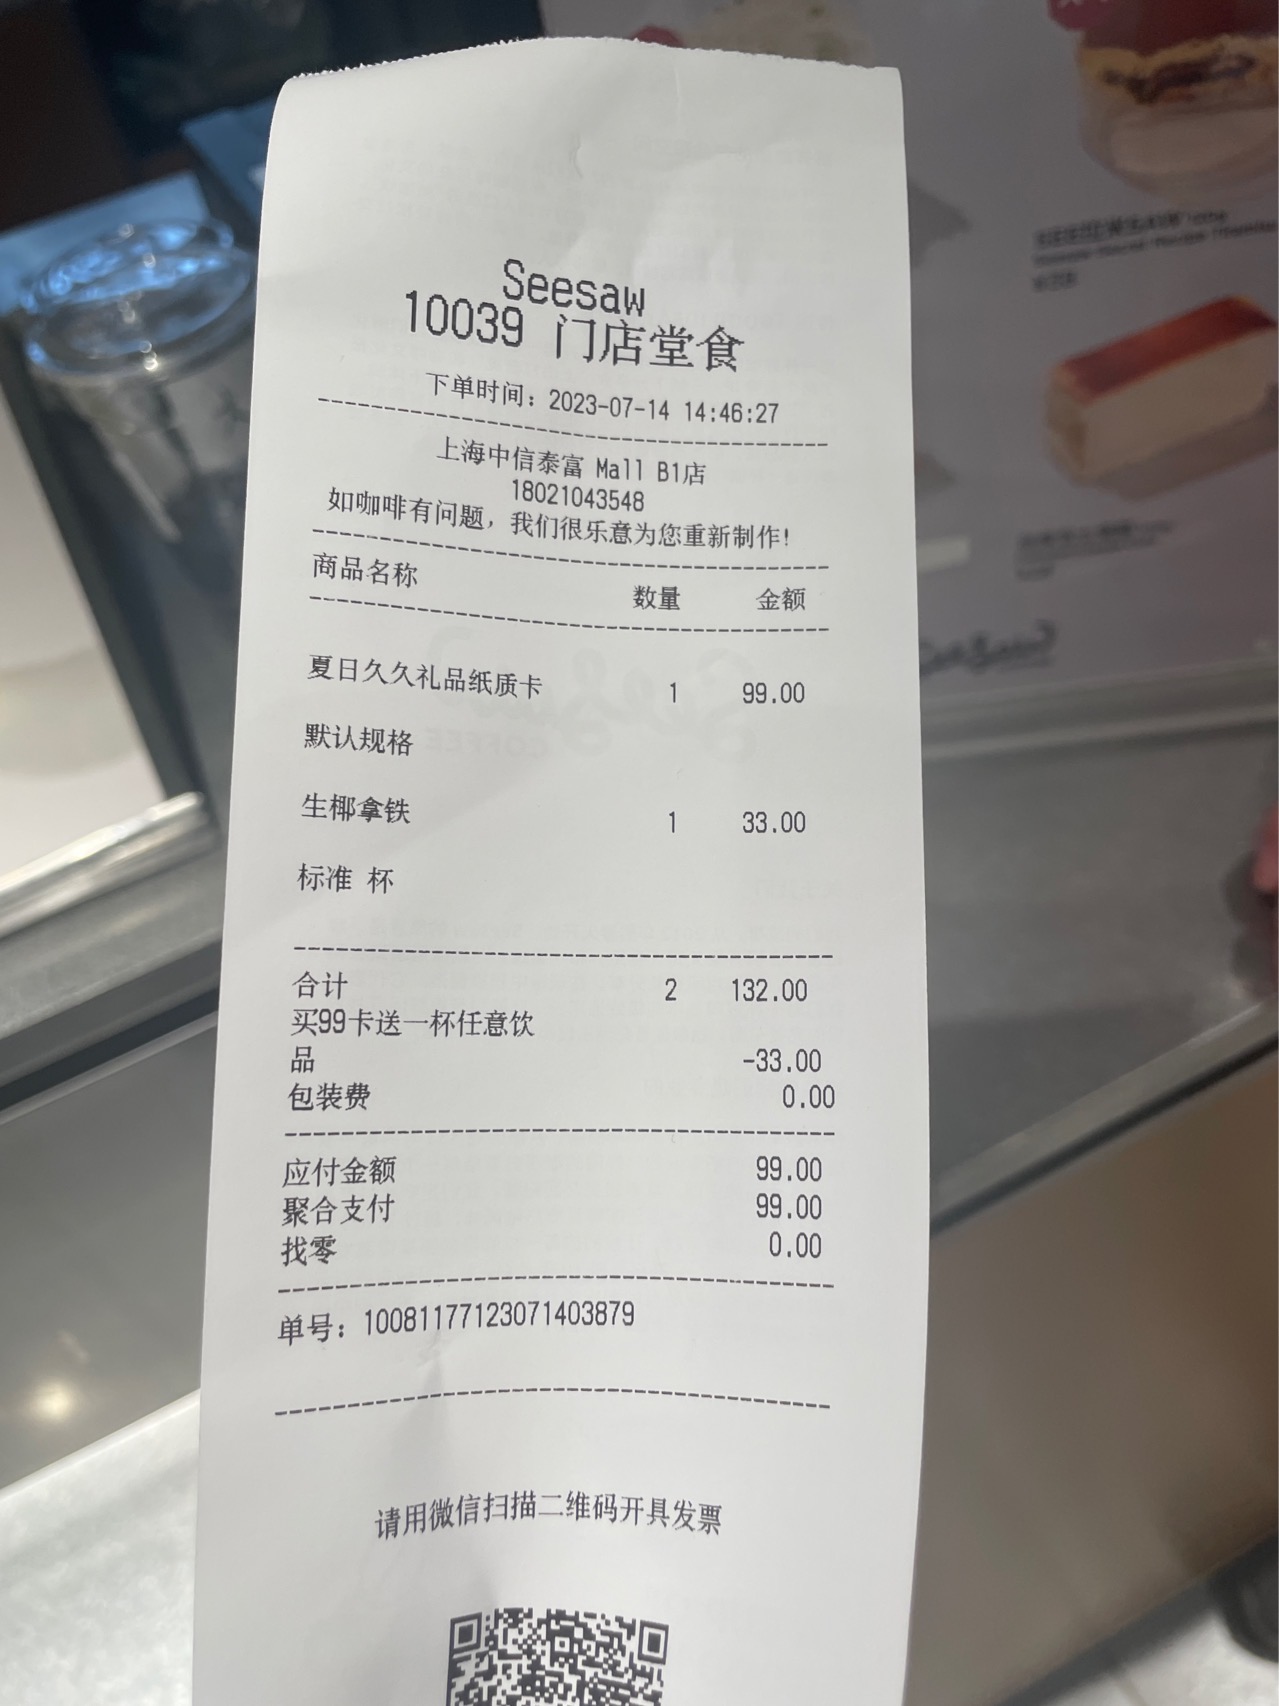 Seesaw
10039 门店堂食
下单时间：2023-07-14 14:46:27
上海中信泰富 Mall B1店
18021043548
如咖啡有问题，我们很乐意为您重新制作！
商品名称 数量 金额
夏日久久礼品纸质卡 1 99.00
默认规格
生椰拿铁 1 33.00
标准 杯
合计 2 132.00
买99卡送一杯任意饮
品 -33.00
包装费 0.00
应付金额 99.00
聚合支付 99.00
找零 0.00
单号：10081177123071403879
请用微信扫描二维码开具发票